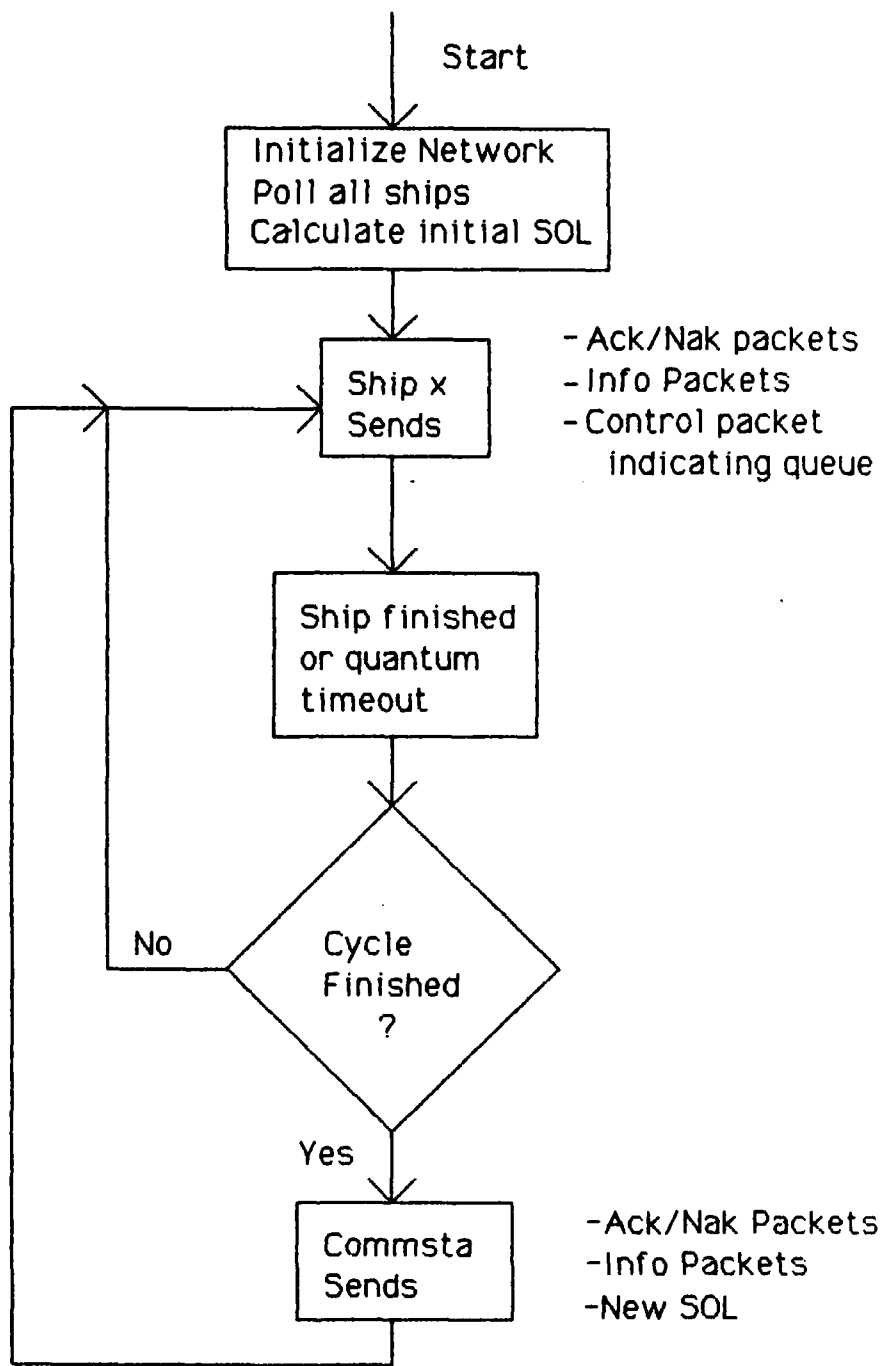 Start
Initialize Network
Poll all ships
Calculate initial SOL
Ship x
Sends
-Ack/Nak packets
-Info Packets
-Control packet
indicating queue
Ship finished
or quantum
timeout
No
Cycle
Finished
?
Yes
Commsta
Sends
-Ack/Nak Packets
-Info Packets
-New SOL